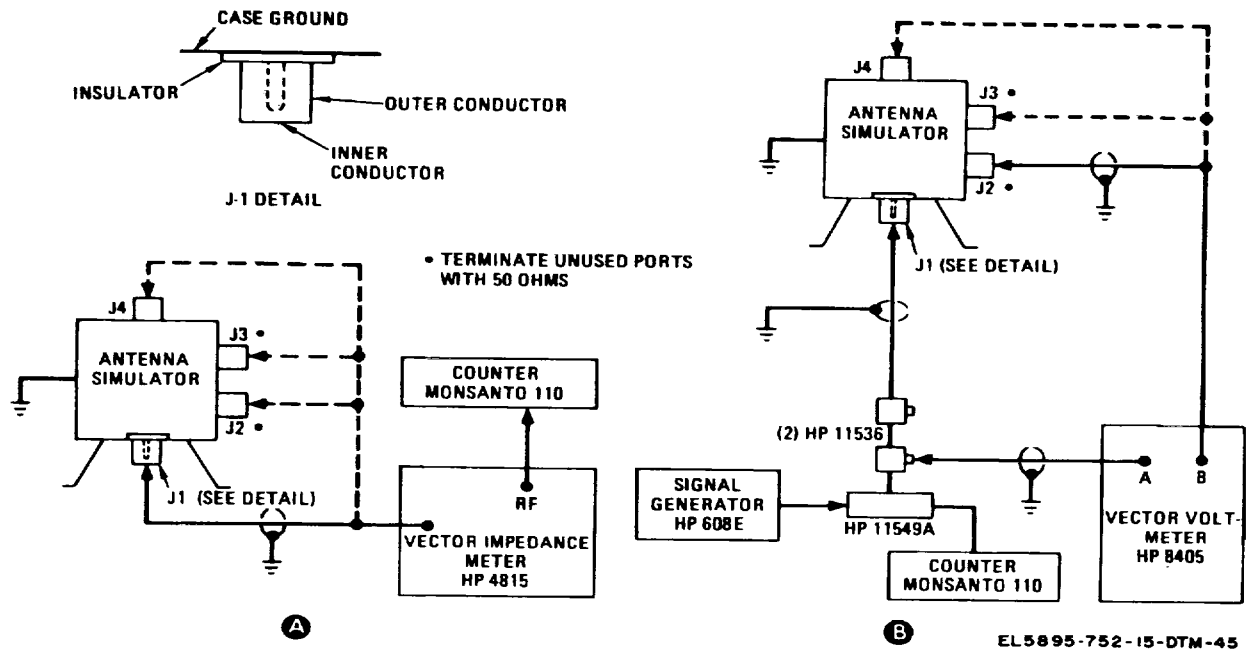 CASE GROUND
INSULATOR
OUTER CONDUCTOR
INNER
CONDUCTOR
J-1 DETAIL
• TERMINATE UNUSED PORTS
WITH 50 OHMS
J4
J3 •
ANTENNA
SIMULATOR
J2 •
J1 (SEE DETAIL)
COUNTER
MONSANTO 110
RF
VECTOR IMPEDANCE
METER
HP 4815
A
J4
J3 •
ANTENNA
SIMULATOR
J2 •
J1 (SEE DETAIL)
(2) HP 11536
SIGNAL
GENERATOR
HP 608E
HP 11549A
COUNTER
MONSANTO 110
A
B
VECTOR VOLT-
METER
HP 8405
B
EL5895-752-15-DTM-45